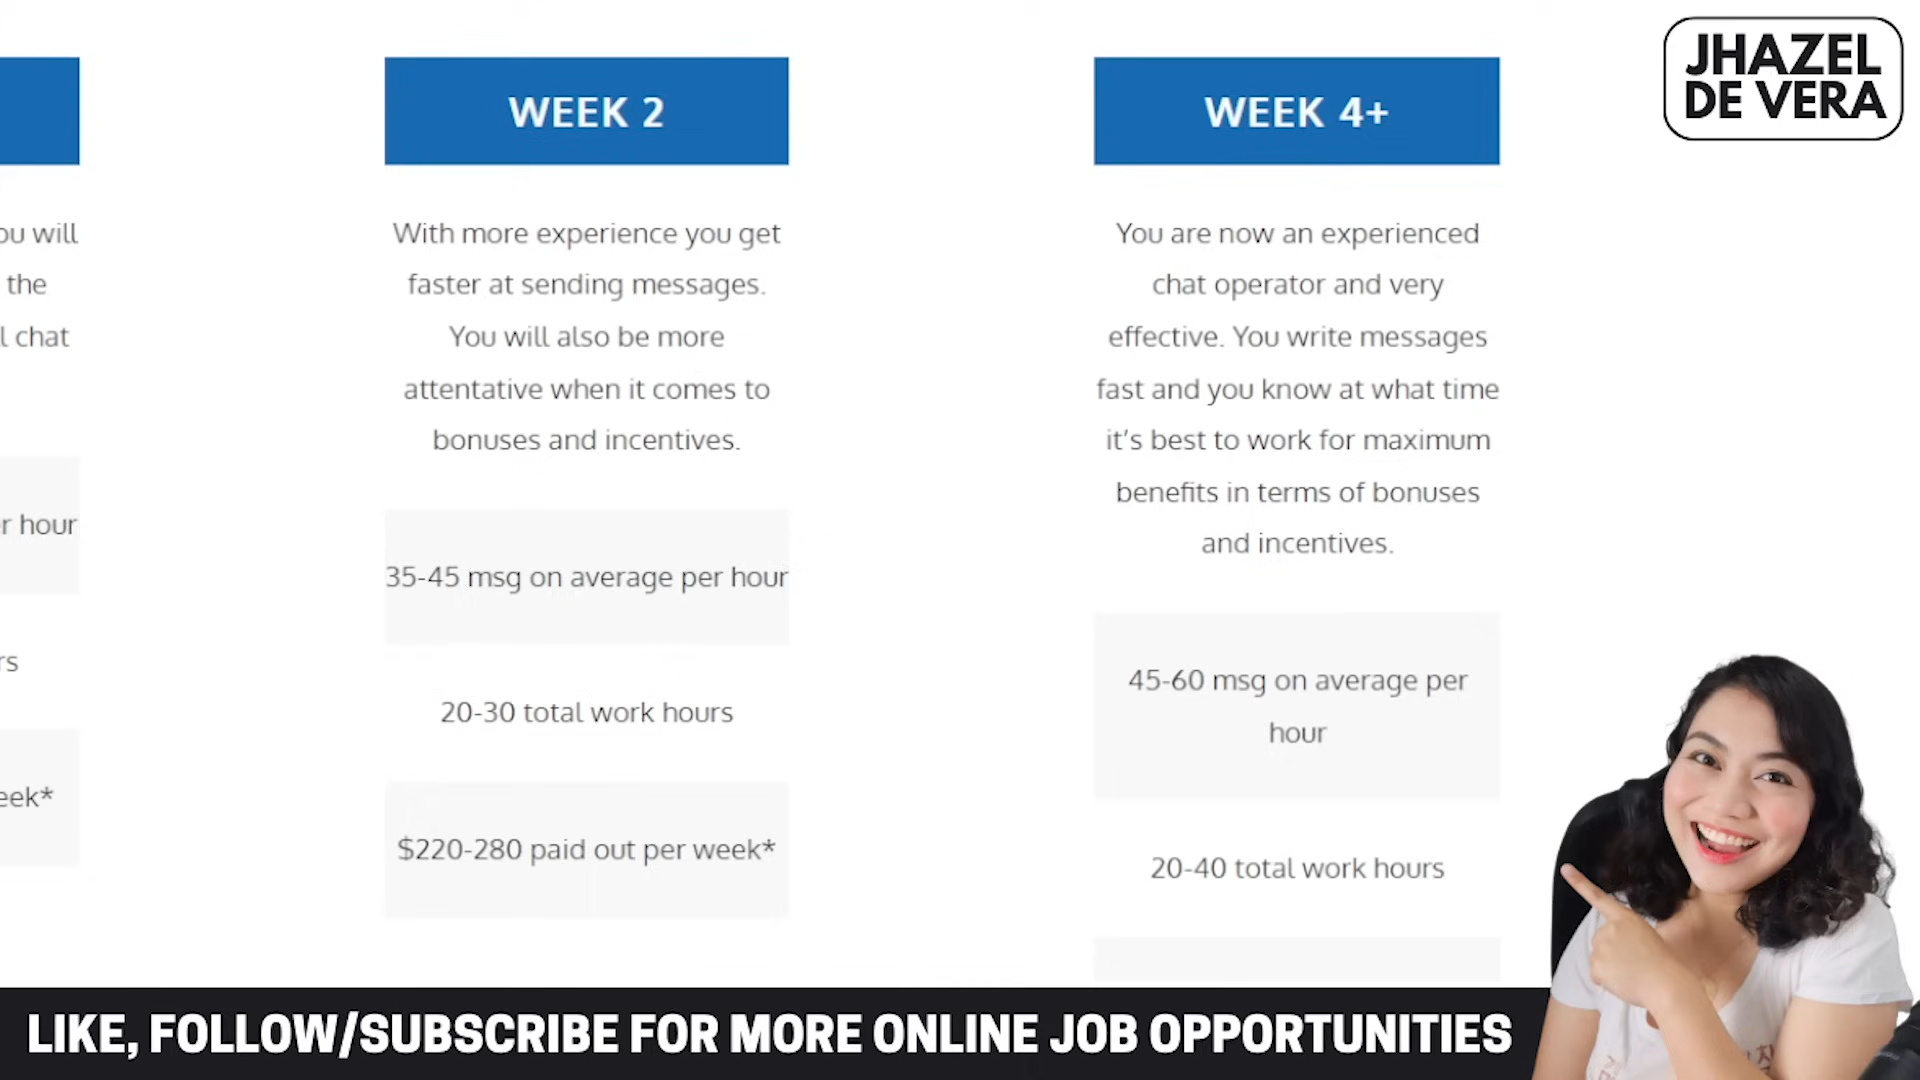 JHAZEL
DE VERA
ou will
the
l chat
r hour
rs
eek*
WEEK 2
With more experience you get
faster at sending messages.
You will also be more
attentative when it comes to
bonuses and incentives.
35-45 msg on average per hour
20-30 total work hours
$220-280 paid out per week*
WEEK 4+
You are now an experienced
chat operator and very
effective. You write messages
fast and you know at what time
it's best to work for maximum
benefits in terms of bonuses
and incentives.
45-60 msg on average per
hour
20-40 total work hours
LIKE, FOLLOW/SUBSCRIBE FOR MORE ONLINE JOB OPPORTUNITIES